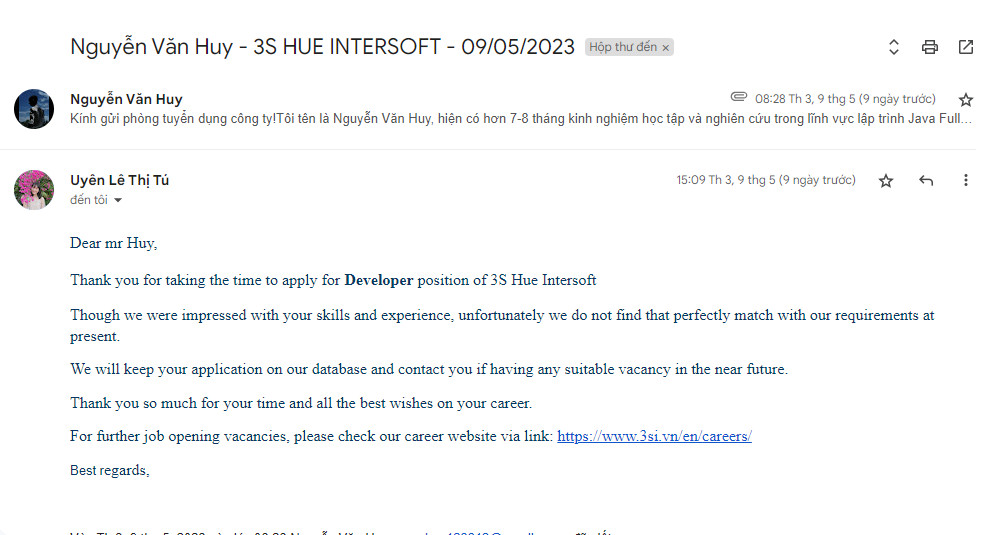 Nguyễn Văn Huy - 3S HUE INTERSOFT - 09/05/2023 Hộp thư đến ×
Nguyễn Văn Huy 08:28 Th 3, 9 thg 5 (9 ngày trước)
Kính gửi phòng tuyển dụng công ty!Tôi tên là Nguyễn Văn Huy, hiện có hơn 7-8 tháng kinh nghiệm học tập và nghiên cứu trong lĩnh vực lập trình Java Full...
Uyên Lê Thị Tú 15:09 Th 3, 9 thg 5 (9 ngày trước)
đến tôi
Dear mr Huy,
Thank you for taking the time to apply for Developer position of 3S Hue Intersoft
Though we were impressed with your skills and experience, unfortunately we do not find that perfectly match with our requirements at
present.
We will keep your application on our database and contact you if having any suitable vacancy in the near future.
Thank you so much for your time and all the best wishes on your career.
For further job opening vacancies, please check our career website via link: https://www.3si.vn/en/careers/
Best regards,